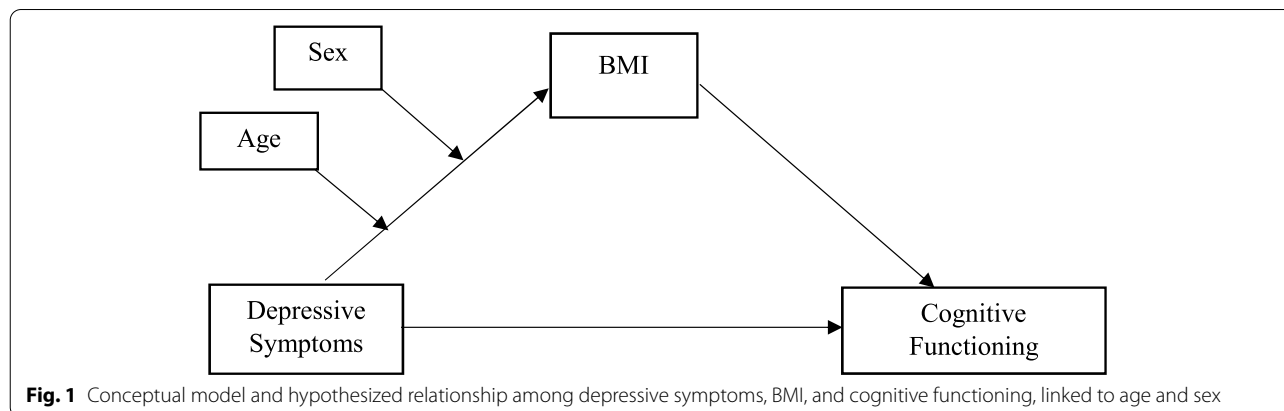 Sex
BMI
Age
Depressive
Symptoms
Cognitive
Functioning
Fig. 1 Conceptual model and hypothesized relationship among depressive symptoms, BMI, and cognitive functioning, linked to age and sex